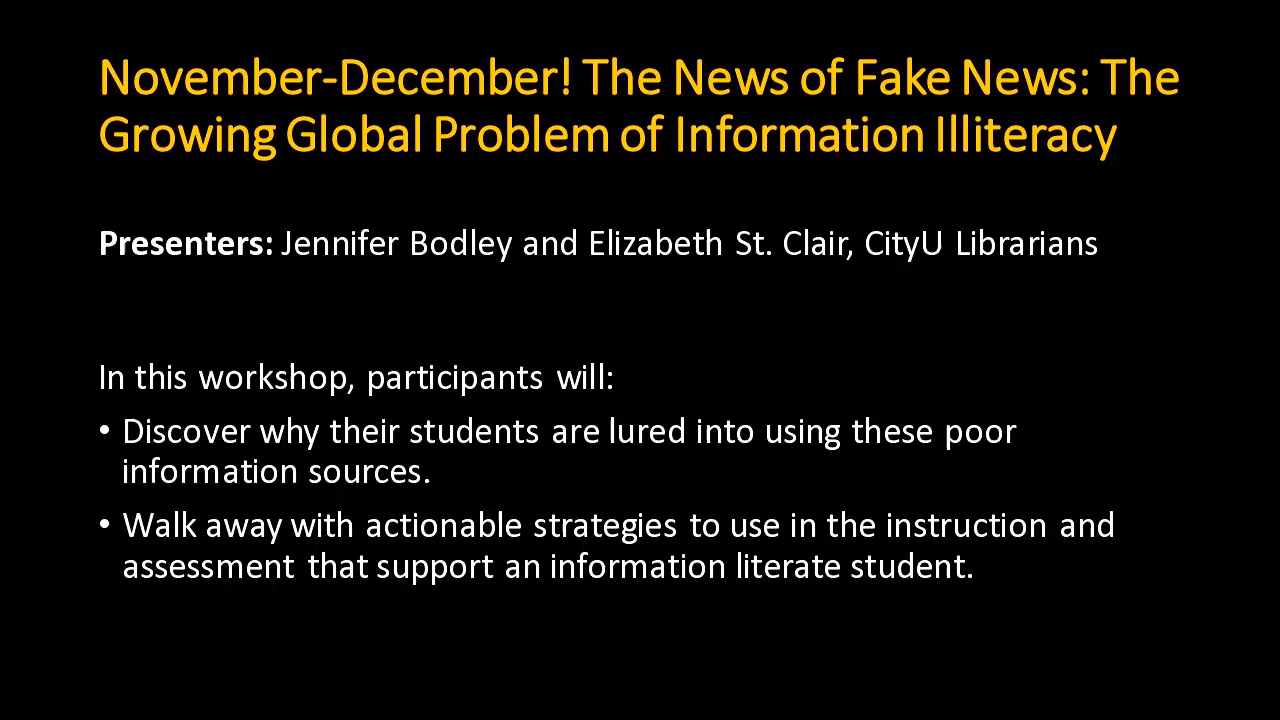 November-December! The News of Fake News: The
Growing Global Problem of Information Illiteracy
Presenters: Jennifer Bodley and Elizabeth St. Clair, CityU Librarians
In this workshop, participants will:
• Discover why their students are lured into using these poor
information sources.
• Walk away with actionable strategies to use in the instruction and
assessment that support an information literate student.